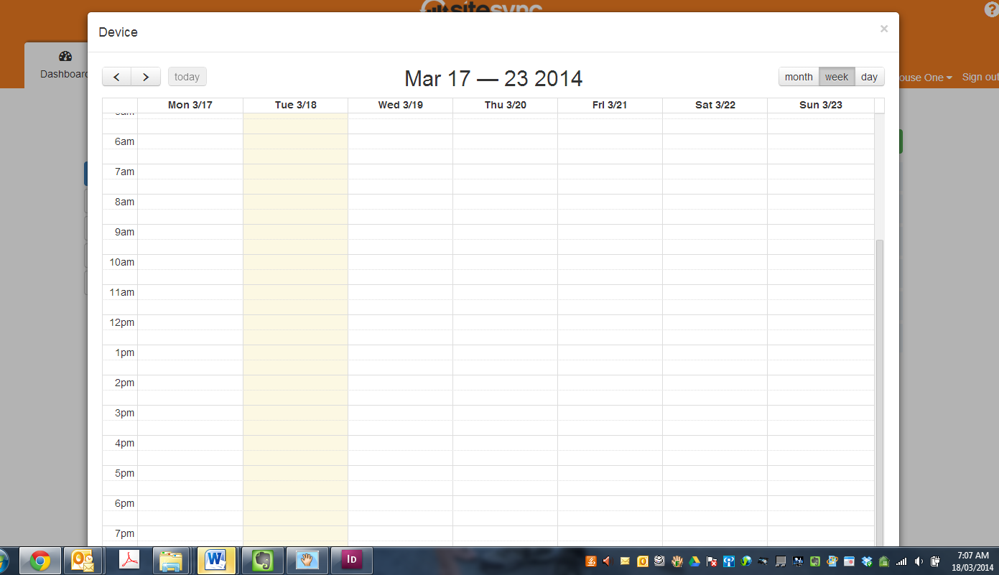 sitesync
?
Device
×
Dashboard
< > today
Mar 17 — 23 2014
month week day
ouse One
Sign out
Mon 3/17 Tue 3/18 Wed 3/19 Thu 3/20 Fri 3/21 Sat 3/22 Sun 3/23
5am
6am
7am
8am
9am
10am
11am
12pm
1pm
2pm
3pm
4pm
5pm
6pm
7pm
W
ID
7:07 AM
18/03/2014